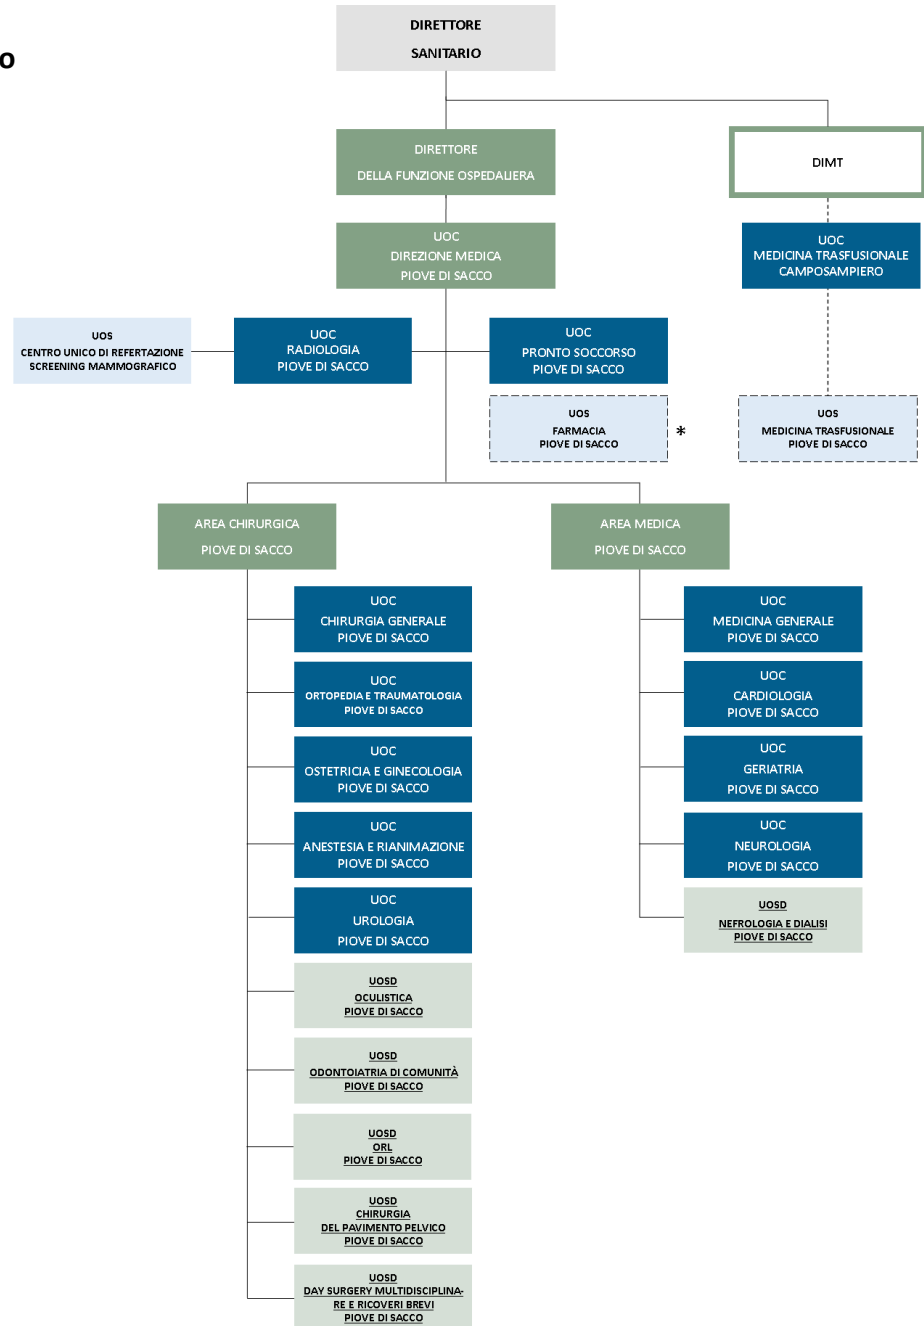 DIRETTORE
SANITARIO
o
DIRETTORE
DELLA FUNZIONE OSPEDALIERA
DIMT
UOC
DIREZIONE MEDICA
PIOVE DI SACCO
UOC
MEDICINA TRASFUSIONALE
CAMPOSAMPIERO
UOS
CENTRO UNICO DI REFERTAZIONE
SCREENING MAMMOGRAFICO
UOC
RADIOLOGIA
PIOVE DI SACCO
UOC
PRONTO SOCCORSO
PIOVE DI SACCO
UOS
FARMACIA
PIOVE DI SACCO
*
UOS
MEDICINA TRASFUSIONALE
PIOVE DI SACCO
AREA CHIRURGICA
PIOVE DI SACCO
AREA MEDICA
PIOVE DI SACCO
UOC
CHIRURGIA GENERALE
PIOVE DI SACCO
UOC
ORTOPEDIA E TRAUMATOLOGIA
PIOVE DI SACCO
UOC
OSTETRICIA E GINECOLOGIA
PIOVE DI SACCO
UOC
ANESTESIA E RIANIMAZIONE
PIOVE DI SACCO
UOC
UROLOGIA
PIOVE DI SACCO
UOSD
OCULISTICA
PIOVE DI SACCO
UOSD
ODONTOIATRIA DI COMUNITÀ
PIOVE DI SACCO
UOSD
ORL
PIOVE DI SACCO
UOSD
CHIRURGIA
DEL PAVIMENTO PELVICO
PIOVE DI SACCO
UOSD
DAY SURGERY MULTIDISCIPLINA-
RE E RICOVERI BREVI
PIOVE DI SACCO
UOC
MEDICINA GENERALE
PIOVE DI SACCO
UOC
CARDIOLOGIA
PIOVE DI SACCO
UOC
GERIATRIA
PIOVE DI SACCO
UOC
NEUROLOGIA
PIOVE DI SACCO
UOSD
NEFROLOGIA E DIALISI
PIOVE DI SACCO